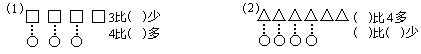 (1) 3比( )少
4比( )多
(2) ( )比4多
( )比( )少